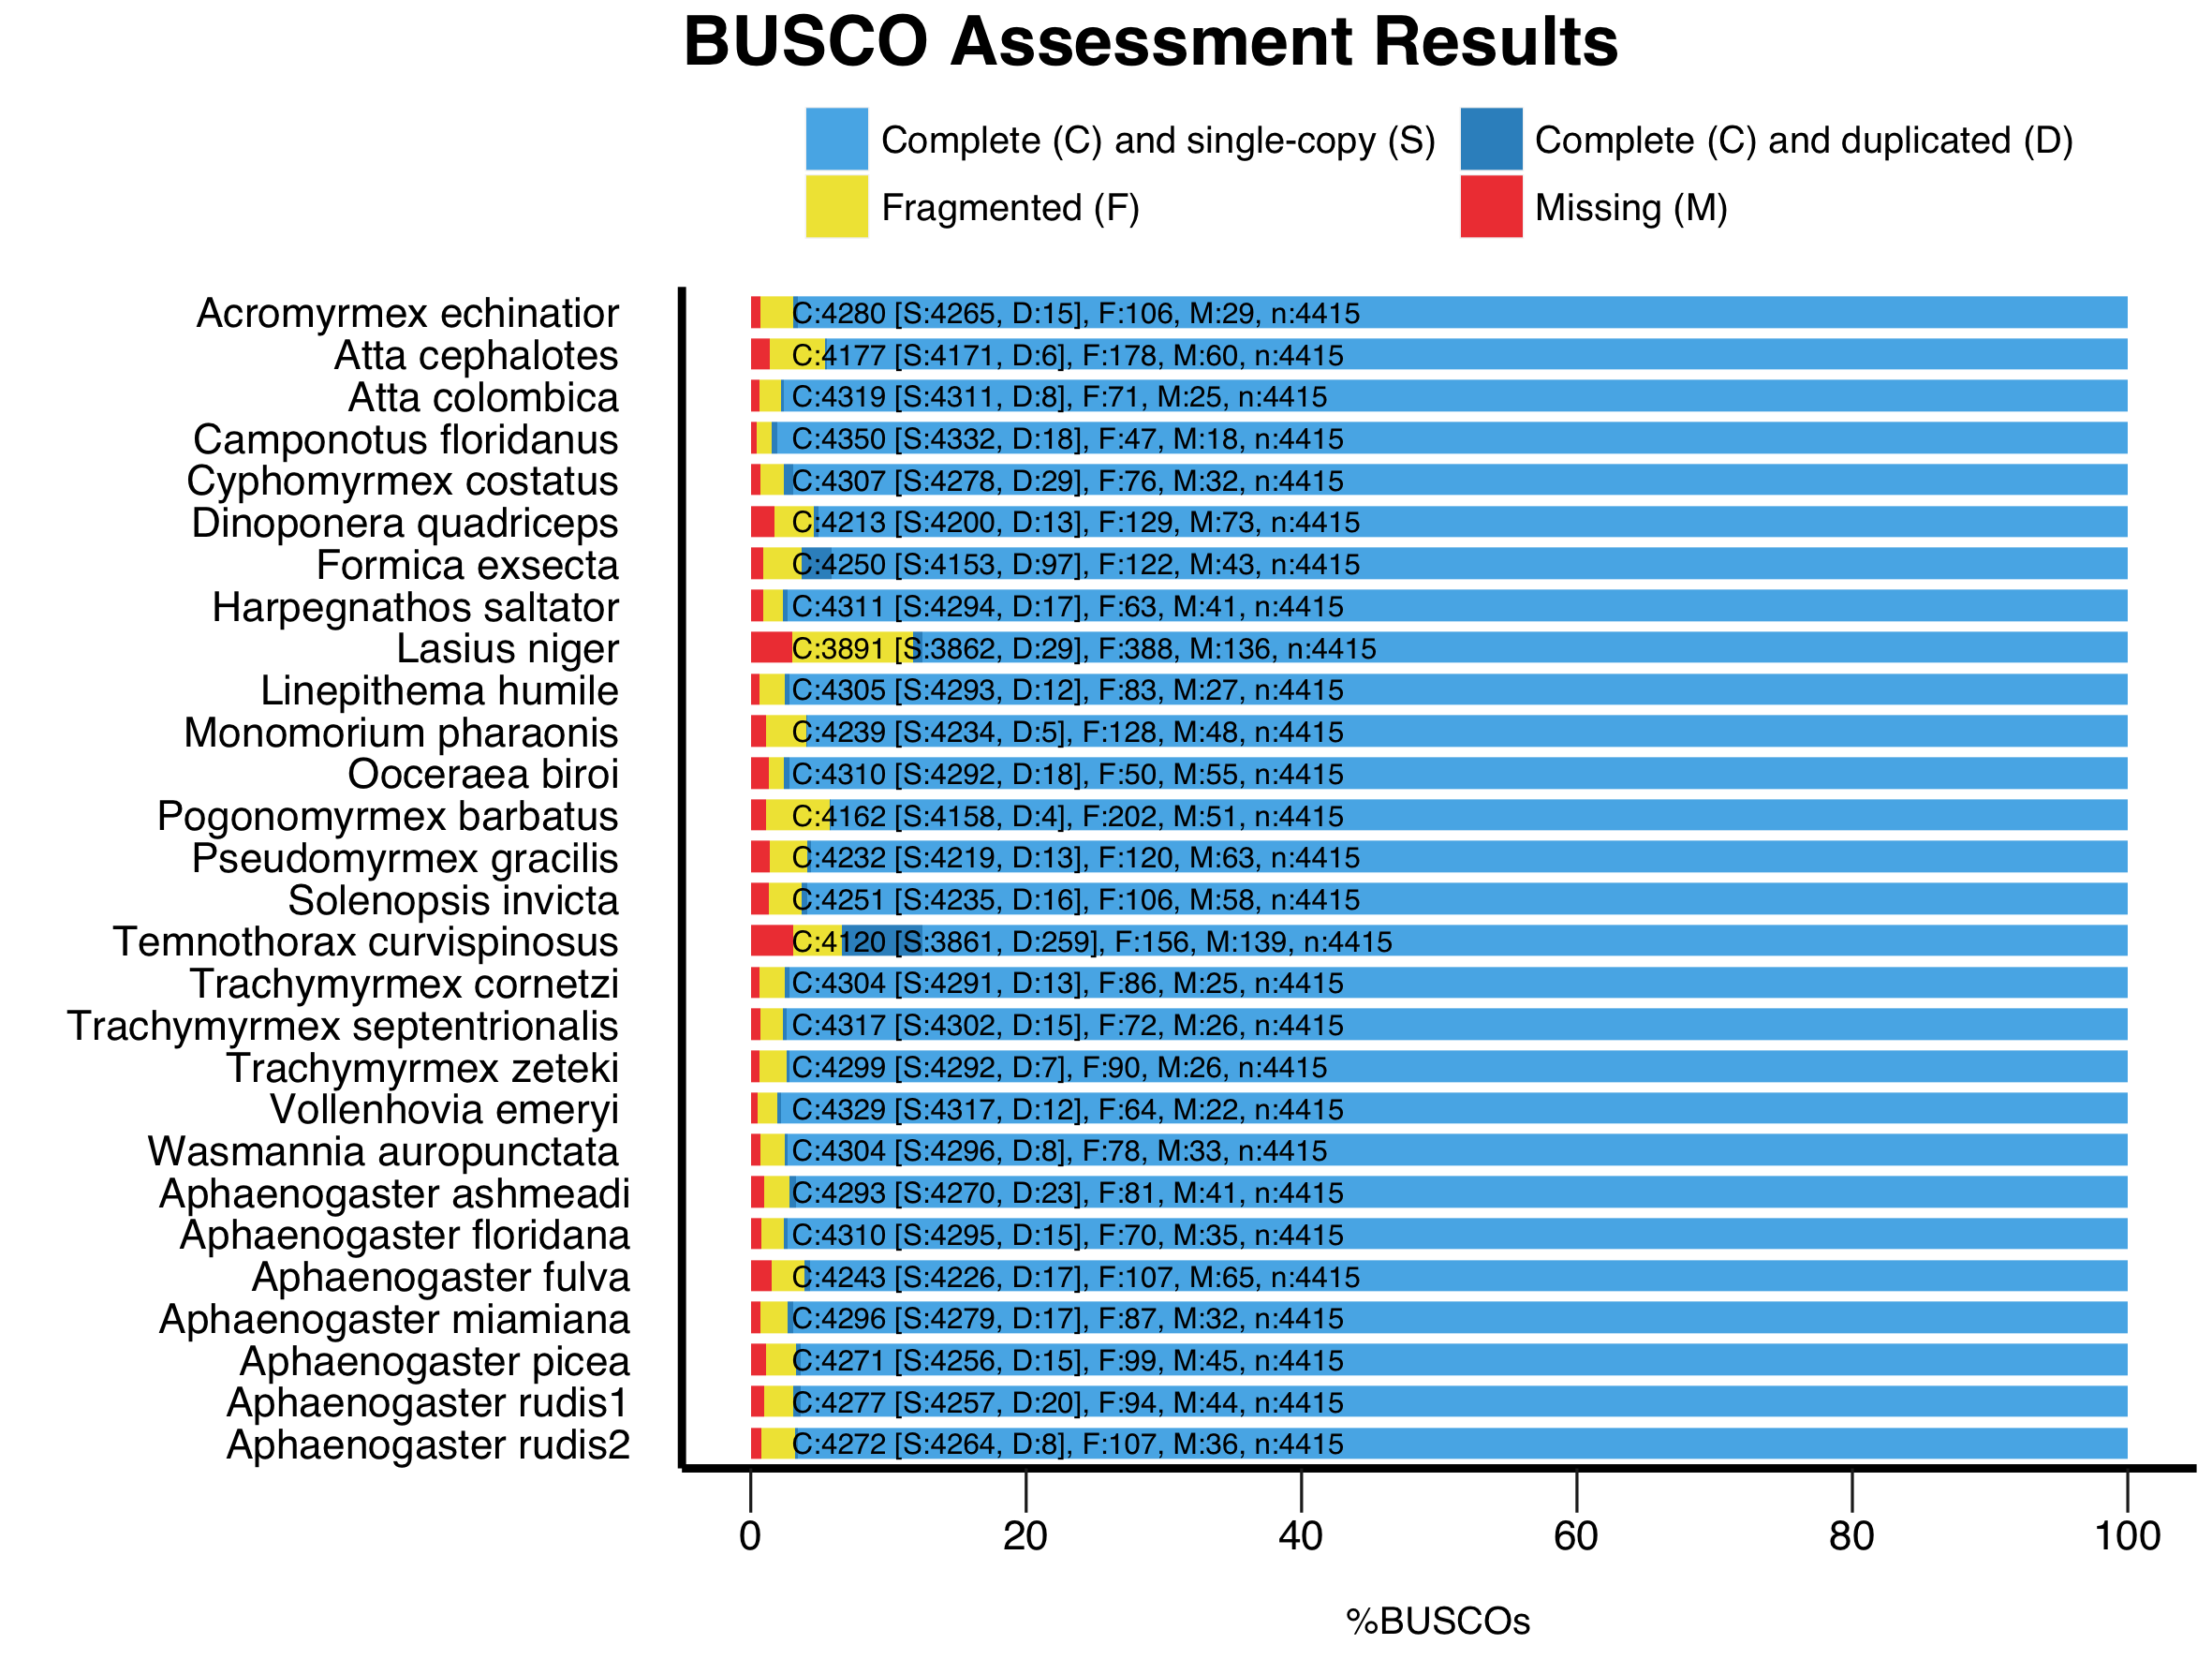 BUSCO Assessment Results
Complete (C) and single-copy (S) Complete (C) and duplicated (D)
Fragmented (F) Missing (M)
Acromyrmex echinatior C:4280 [S:4265, D:15], F:106, M:29, n:4415
Atta cephalotes C:4177 [S:4171, D:6], F:178, M:60, n:4415
Atta colombica C:4319 [S:4311, D:8], F:71, M:25, n:4415
Camponotus floridanus C:4350 [S:4332, D:18], F:47, M:18, n:4415
Cyphomyrmex costatus C:4307 [S:4278, D:29], F:76, M:32, n:4415
Dinoponera quadriceps C:4213 [S:4200, D:13], F:129, M:73, n:4415
Formica exsecta C:4250 [S:4153, D:97], F:122, M:43, n:4415
Harpegnathos saltator C:4311 [S:4294, D:17], F:63, M:41, n:4415
Lasius niger C:3891 [S:3862, D:29], F:388, M:136, n:4415
Linepithema humile C:4305 [S:4293, D:12], F:83, M:27, n:4415
Monomorium pharaonis C:4239 [S:4234, D:5], F:128, M:48, n:4415
Ooceraea biroi C:4310 [S:4292, D:18], F:50, M:55, n:4415
Pogonomyrmex barbatus C:4162 [S:4158, D:4], F:202, M:51, n:4415
Pseudomyrmex gracilis C:4232 [S:4219, D:13], F:120, M:63, n:4415
Solenopsis invicta C:4251 [S:4235, D:16], F:106, M:58, n:4415
Temnothorax curvispinosus C:4120 [S:3861, D:259], F:156, M:139, n:4415
Trachymyrmex cornetzi C:4304 [S:4291, D:13], F:86, M:25, n:4415
Trachymyrmex septentrionalis C:4317 [S:4302, D:15], F:72, M:26, n:4415
Trachymyrmex zeteki C:4299 [S:4292, D:7], F:90, M:26, n:4415
Vollenhovia emeryi C:4329 [S:4317, D:12], F:64, M:22, n:4415
Wasmannia auropunctata C:4304 [S:4296, D:8], F:78, M:33, n:4415
Aphaenogaster ashmeadi C:4293 [S:4270, D:23], F:81, M:41, n:4415
Aphaenogaster floridana C:4310 [S:4295, D:15], F:70, M:35, n:4415
Aphaenogaster fulva C:4243 [S:4226, D:17], F:107, M:65, n:4415
Aphaenogaster miamiana C:4296 [S:4279, D:17], F:87, M:32, n:4415
Aphaenogaster picea C:4271 [S:4256, D:15], F:99, M:45, n:4415
Aphaenogaster rudis1 C:4277 [S:4257, D:20], F:94, M:44, n:4415
Aphaenogaster rudis2 C:4272 [S:4264, D:8], F:107, M:36, n:4415
0 20 40 60 80 100
%BUSCOs